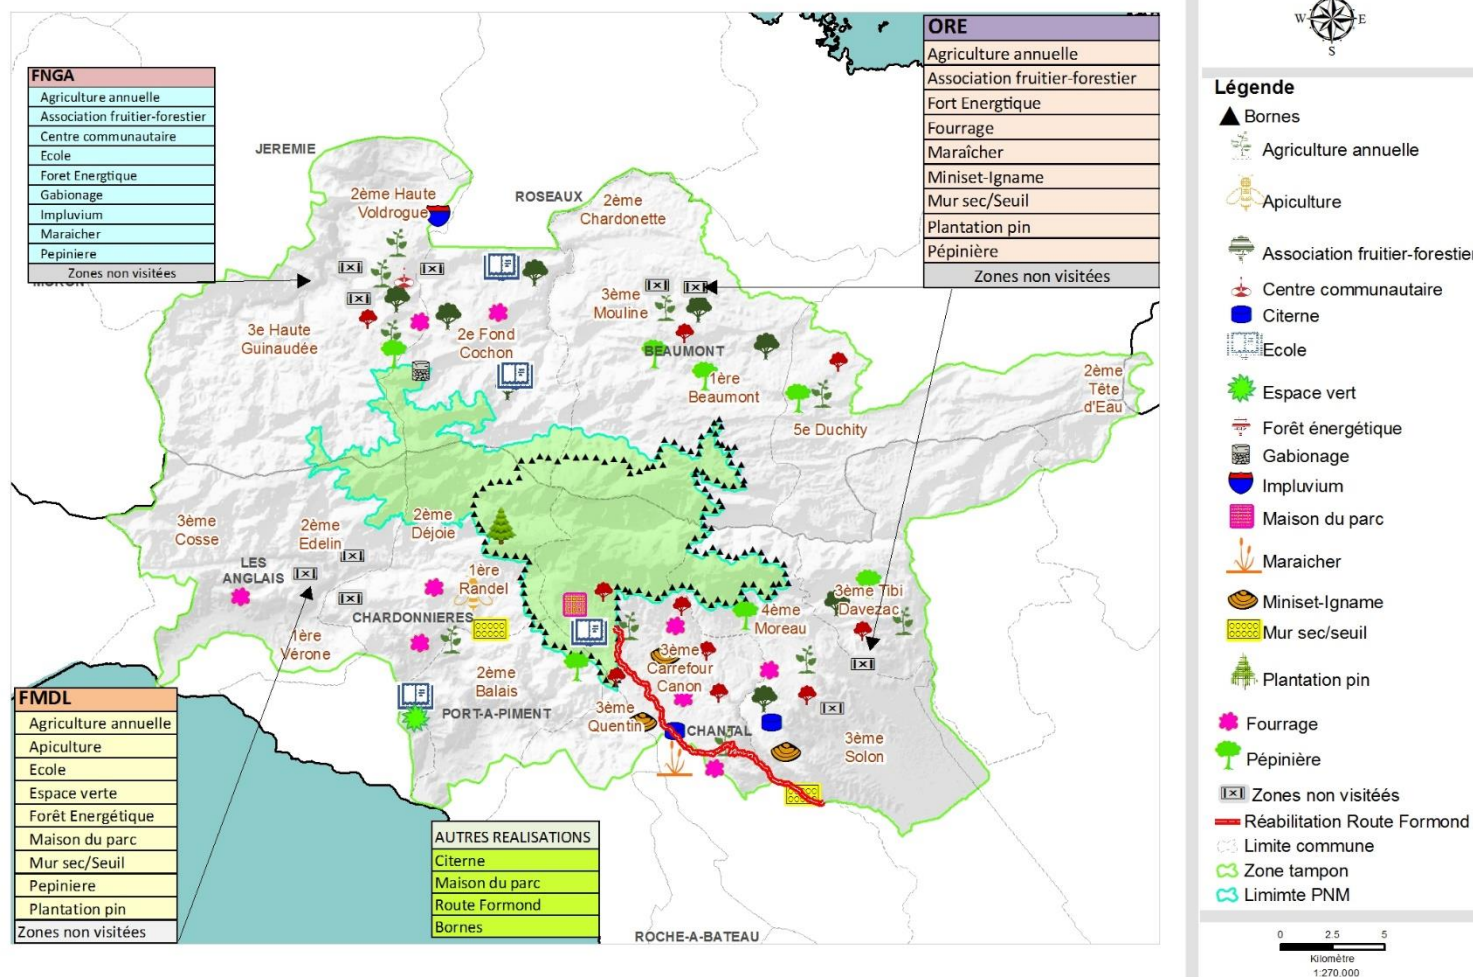 FNGA
Agriculture annuelle
Association fruitier-forestier
Centre communautaire
Ecole
Foret Energtique
Gabionage
Impluvium
Maraicher
Pepiniere
Zones non visitées
ORE
Agriculture annuelle
Association fruitier-forestier
Fort Energtique
Fourrage
Maraîcher
Miniset-Igname
Mur sec/Seuil
Plantation pin
Pépinière
Zones non visitées
JEREMIE
2ème Haute
Voldrogue
ROSEAUX
2ème
Chardonette
3e Haute
Guinaudée
2e Fond
Cochon
3ème
Mouline
BEAUMONT
1ère
Beaumont
2ème
Tête
d'Eau
5e Duchity
3ème
Cosse
2ème
Edelin
2ème
Déjoie
LES
ANGLAIS
1ère
Randel
CHARDONNIERES
1ère
Vérone
2ème
Balais
PORT-A-PIMENT
3ème Tibi
Davezac
4ème
Moreau
3ème
Carrefour
Canon
3ème
Quentin
CHANTAL
3ème
Solon
ROCHE-A-BATEAU
FMDL
Agriculture annuelle
Apiculture
Ecole
Espace verte
Forêt Energétique
Maison du parc
Mur sec/Seuil
Pepiniere
Plantation pin
Zones non visitées
AUTRES REALISATIONS
Citerne
Maison du parc
Route Formond
Bornes
W E
S
Légende
Bornes
Agriculture annuelle
Apiculture
Association fruitier-forestier
Centre communautaire
Citerne
Ecole
Espace vert
Forêt énergétique
Gabionage
Impluvium
Maison du parc
Maraicher
Miniset-Igname
Mur sec/seuil
Plantation pin
Fourrage
Pépinière
Zones non visitéés
Réabilitation Route Formond
Limite commune
Zone tampon
Limimte PNM
0 2.5 5
Kilomètre
1:270.000